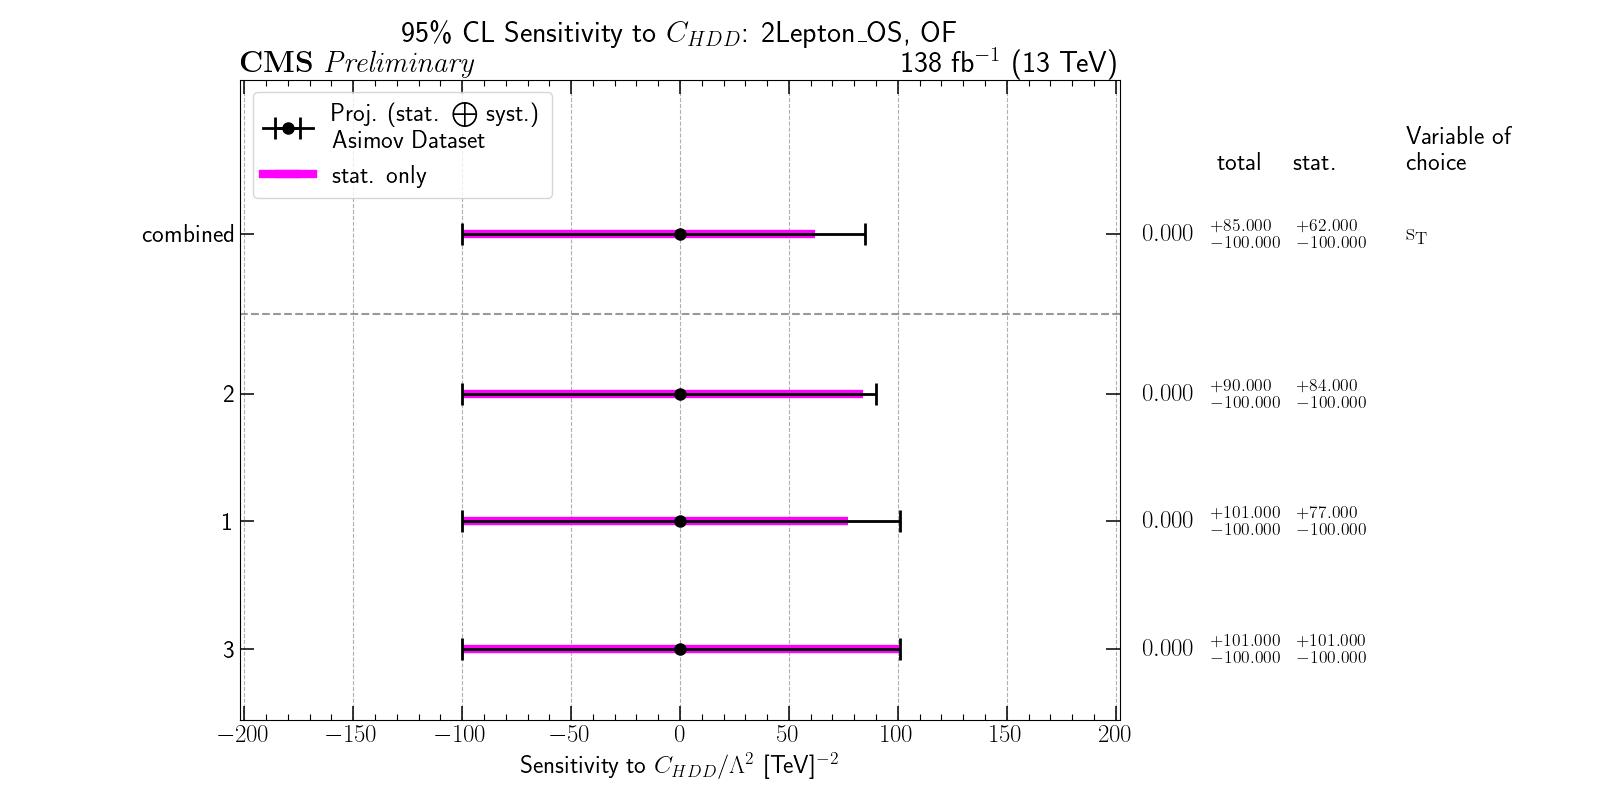 95% CL Sensitivity to C_{HDD}: 2Lepton_OS, OF
CMS Preliminary
138 fb^{−1} (13 TeV)
Proj. (stat. ⨁ syst.)
Asimov Dataset
stat. only
Variable of
choice
total
stat.
combined
0.000 +85.000 −100.000 +62.000 −100.000 s_T
2
0.000 +90.000 −100.000 +84.000 −100.000
1
0.000 +101.000 −100.000 +77.000 −100.000
3
0.000 +101.000 −100.000 +101.000 −100.000
−200 −150 −100 −50 0 50 100 150 200
Sensitivity to C_{HDD}/Λ^2 [TeV]^{−2}